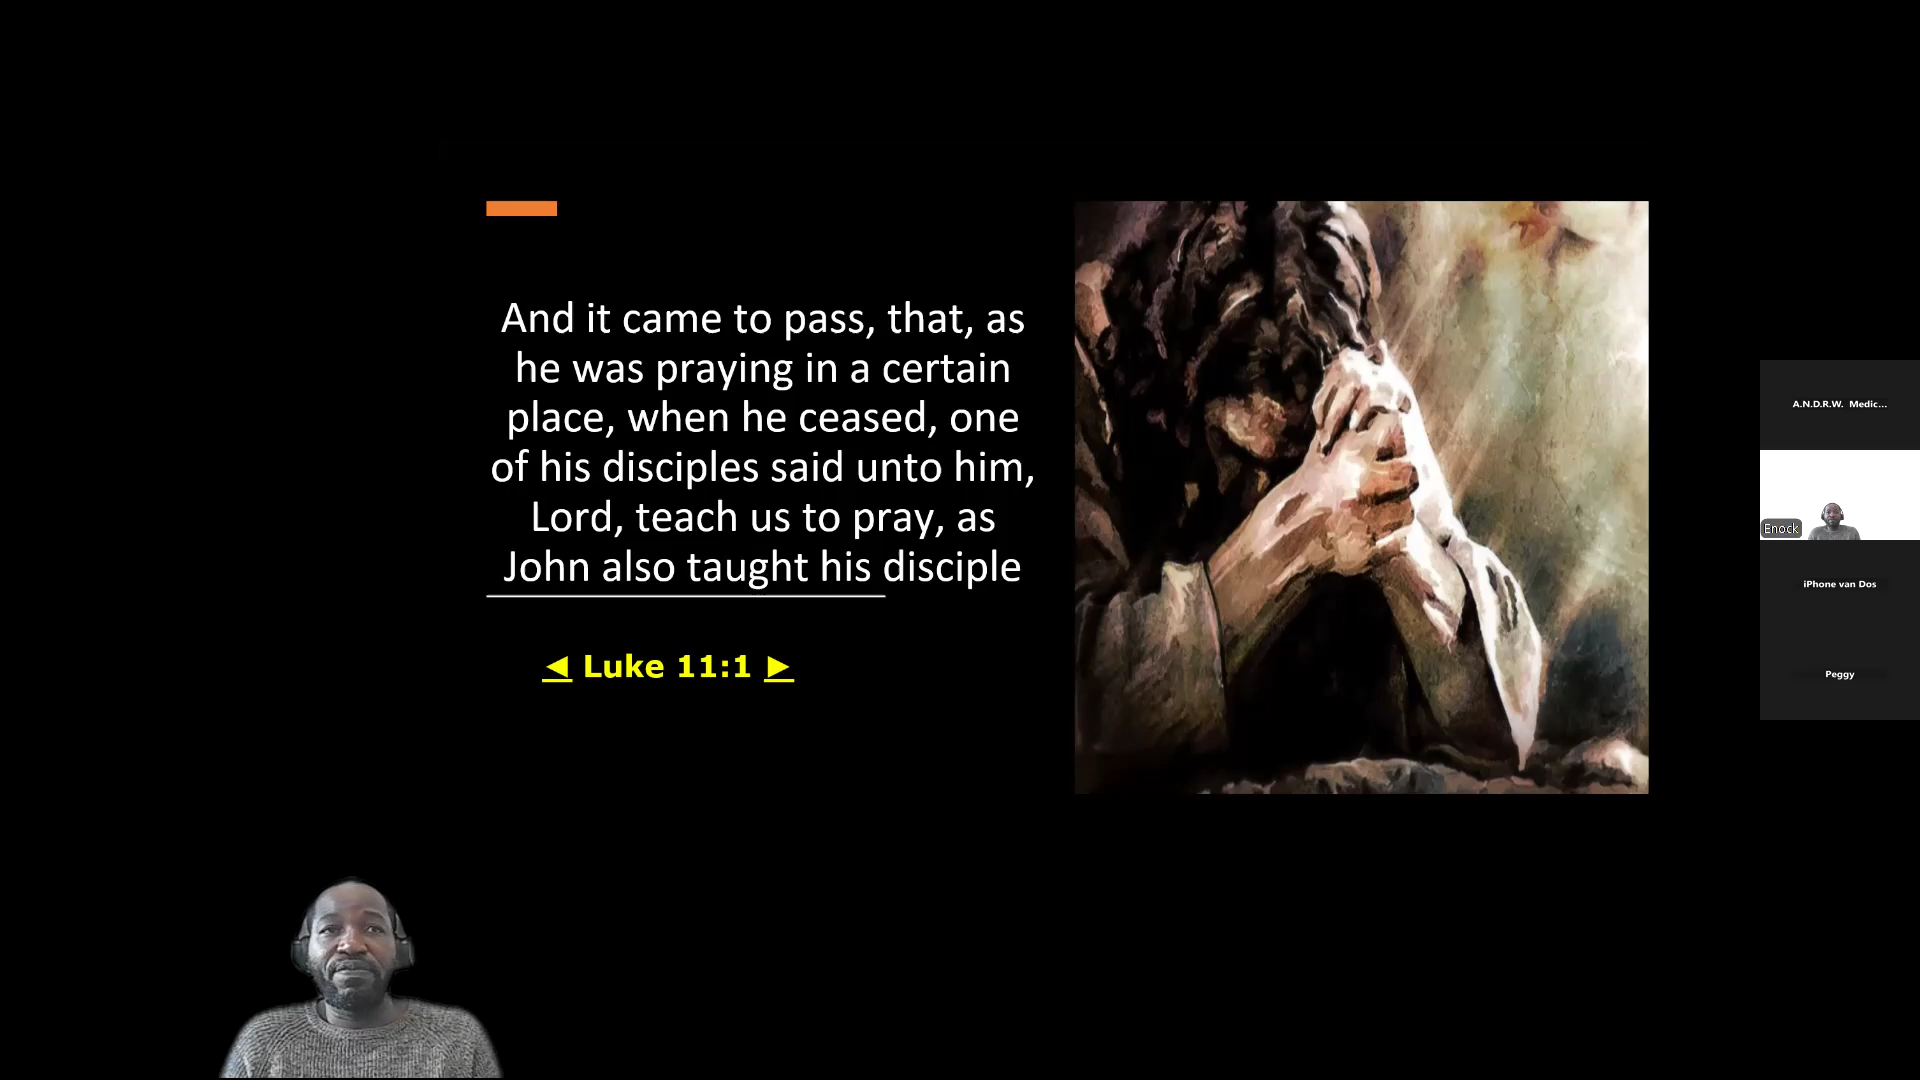 And it came to pass, that, as
he was praying in a certain
place, when he ceased, one
of his disciples said unto him,
Lord, teach us to pray, as
John also taught his disciple
◄ Luke 11:1 ►
A.N.D.R.W. Medic...
Enock
iPhone van Dos
Peggy